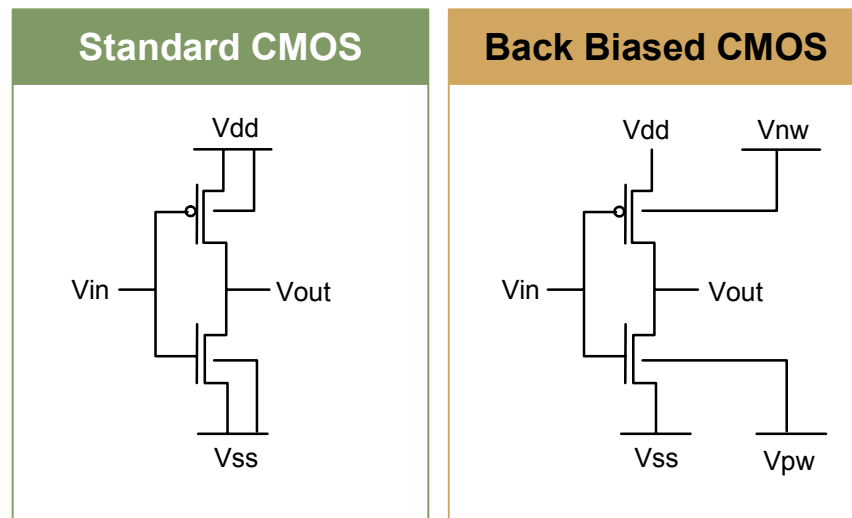 Standard CMOS
Vdd
Vin
Vout
Vss
Back Biased CMOS
Vdd
Vnw
Vin
Vout
Vss
Vpw